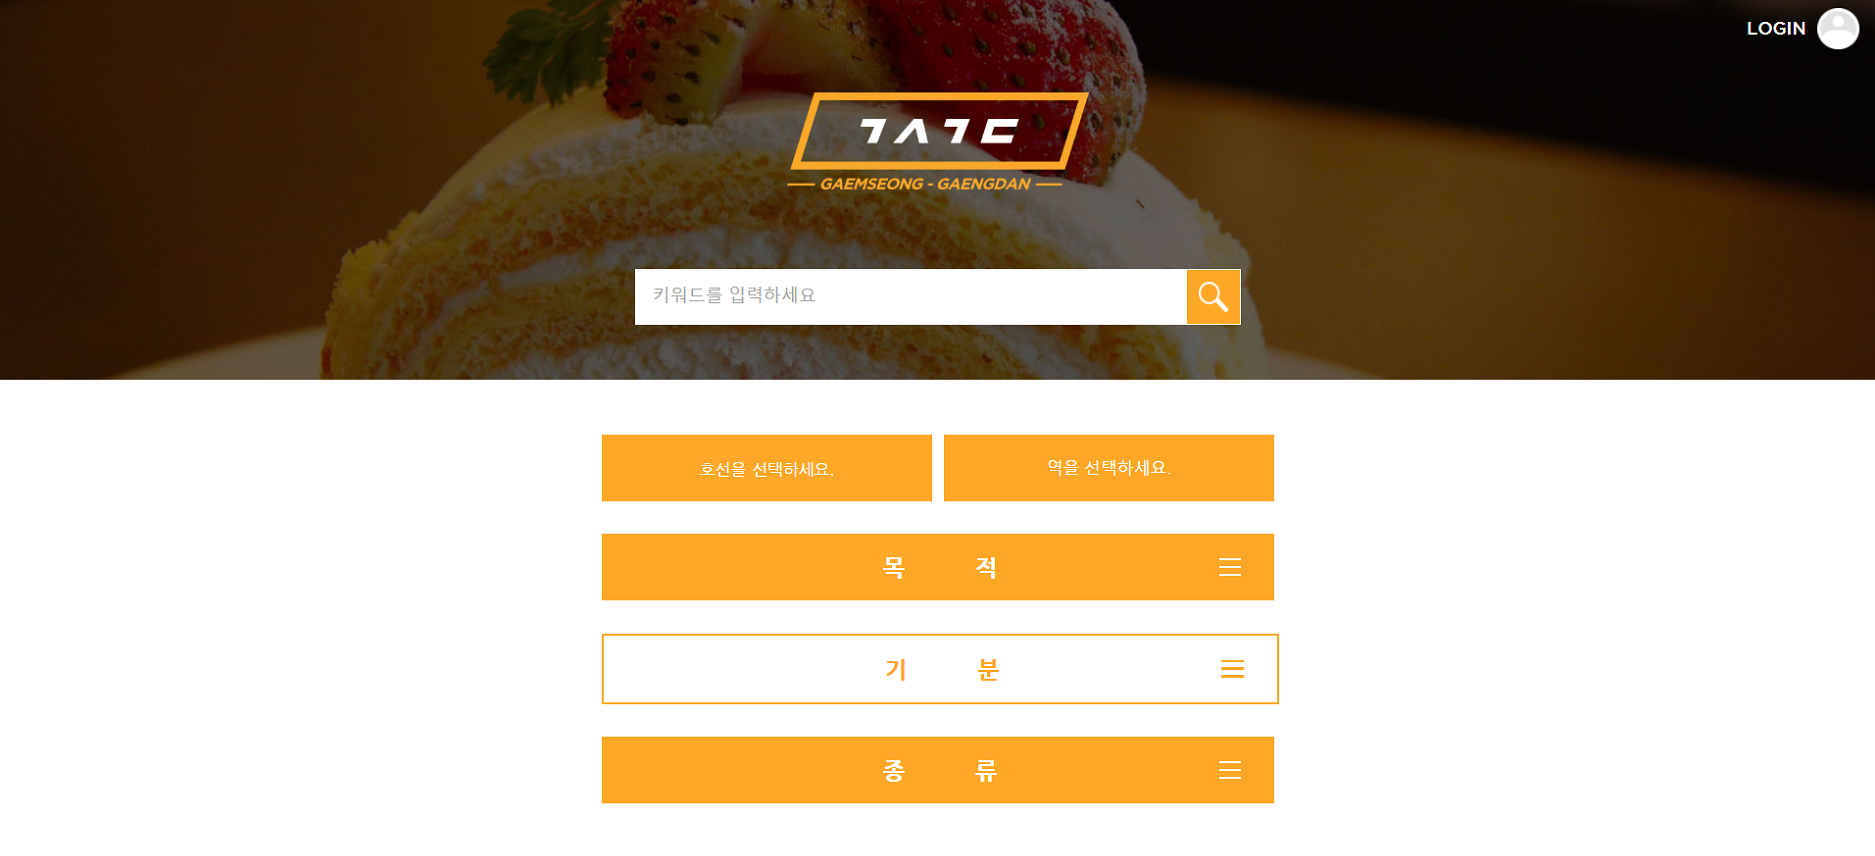 LOGIN
ㄱㅅㄱㄷ
GAEMSEONG - GAENGDAN
키워드를 입력하세요
호선을 선택하세요.
역을 선택하세요.
목 적
기 분
종 류